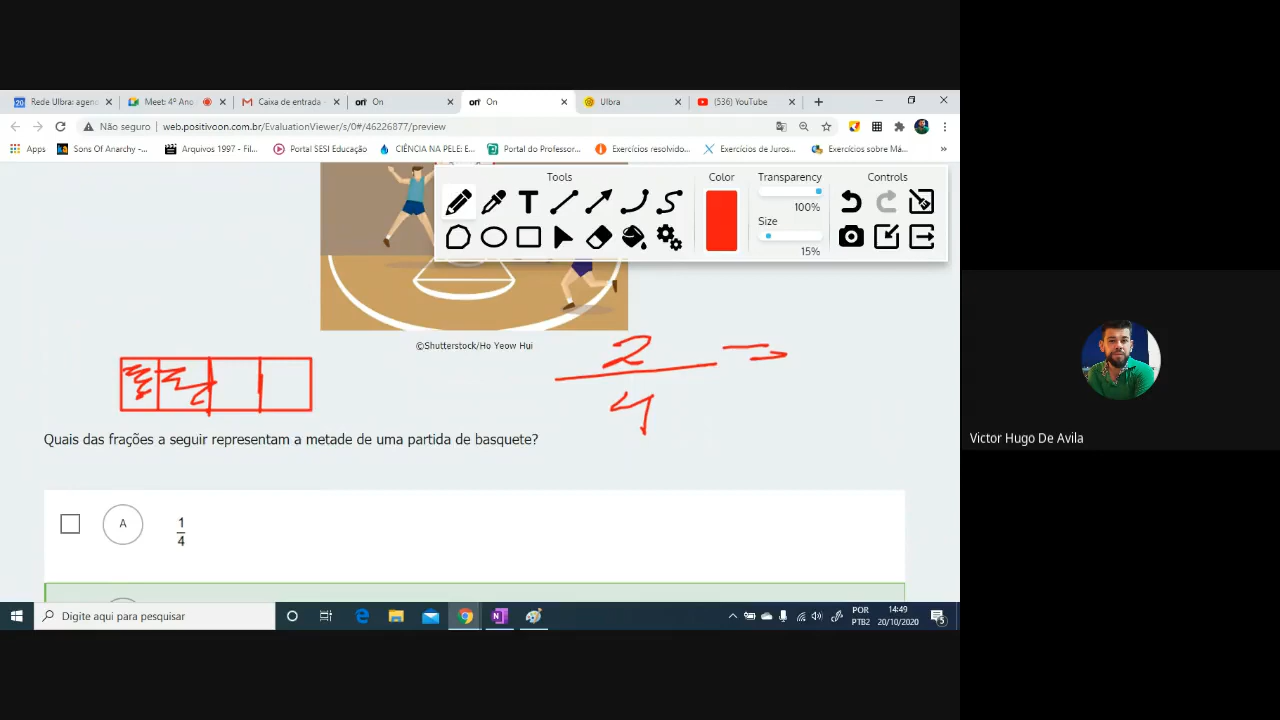 Rede Ulbra: agen
Meet: 4º Ano
Caixa de entrada
On
On
Ulbra
(536) YouTube
Não seguro
web.positivoon.com.br/EvaluationViewer/s/0#/46226877/preview
Apps
Sons Of Anarchy -...
Arquivos 1997 - Fil...
Portal SESI Educação
CIÊNCIA NA PELE: E...
Portal do Professor...
Exercícios resolvido...
Exercícios de Juros...
Exercícios sobre Má...
»
Tools
Color
Transparency
100%
Size
15%
Controls
©Shutterstock/Ho Yeow Hui
2
4
=
Quais das frações a seguir representam a metade de uma partida de basquete?
A
1
4
Victor Hugo De Avila
Digite aqui para pesquisar
POR
PTB2
14:49
20/10/2020
5